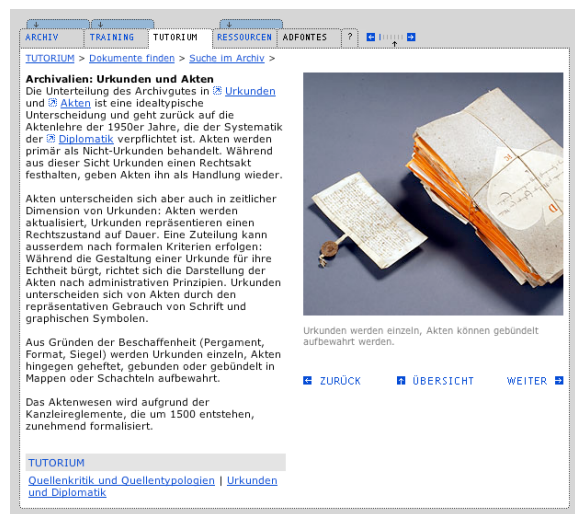 ARCHIV TRAINING TUTORIUM RESSOURCEN ADFONTES ?
TUTORIUM > Dokumente finden > Suche im Archiv >
Archivalien: Urkunden und Akten
Die Unterteilung des Archivgutes in Urkunden
und Akten ist eine idealtypische
Unterscheidung und geht zurück auf die
Aktenlehre der 1950er Jahre, die der Systematik
der Diplomatik verpflichtet ist. Akten werden
primär als Nicht-Urkunden behandelt. Während
aus dieser Sicht Urkunden einen Rechtsakt
festhalten, geben Akten ihn als Handlung wieder.
Akten unterscheiden sich aber auch in zeitlicher
Dimension von Urkunden: Akten werden
aktualisiert, Urkunden repräsentieren einen
Rechtszustand auf Dauer. Eine Zuteilung kann
ausserdem nach formalen Kriterien erfolgen:
Während die Gestaltung einer Urkunde für ihre
Echtheit bürgt, richtet sich die Darstellung der
Akten nach administrativen Prinzipien. Urkunden
unterscheiden sich von Akten durch den
repräsentativen Gebrauch von Schrift und
graphischen Symbolen.
Aus Gründen der Beschaffenheit (Pergament,
Format, Siegel) werden Urkunden einzeln, Akten
hingegen geheftet, gebunden oder gebündelt in
Mappen oder Schachteln aufbewahrt.
Das Aktenwesen wird aufgrund der
Kanzleireglemente, die um 1500 entstehen,
zunehmend formalisiert.
TUTORIUM
Quellenkritik und Quellentypologien | Urkunden
und Diplomatik
Urkunden werden einzeln, Akten können gebündelt
aufbewahrt werden.
ZURÜCK ÜBERSICHT WEITER